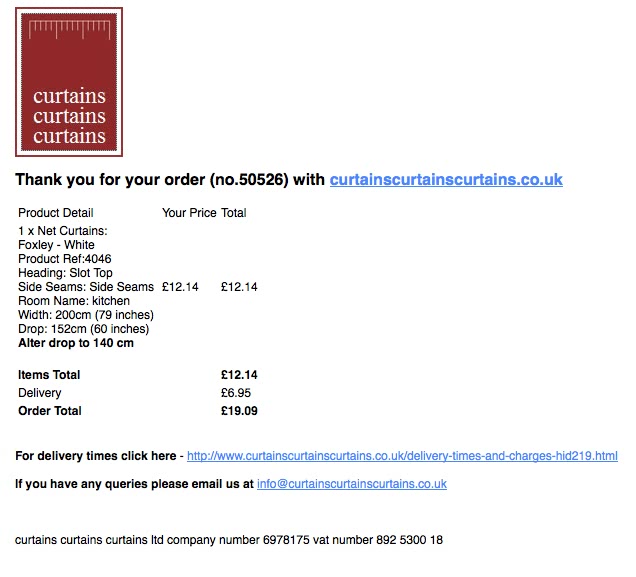 curtains
curtains
curtains
Thank you for your order (no.50526) with curtainscurtainscurtains.co.uk
Product Detail Your Price Total
1 x Net Curtains:
Foxley - White
Product Ref:4046
Heading: Slot Top
Side Seams: Side Seams £12.14 £12.14
Room Name: kitchen
Width: 200cm (79 inches)
Drop: 152cm (60 inches)
Alter drop to 140 cm
Items Total £12.14
Delivery £6.95
Order Total £19.09
For delivery times click here - http://www.curtainscurtainscurtains.co.uk/delivery-times-and-charges-hid219.html
If you have any queries please email us at info@curtainscurtainscurtains.co.uk
curtains curtains curtains ltd company number 6978175 vat number 892 5300 18